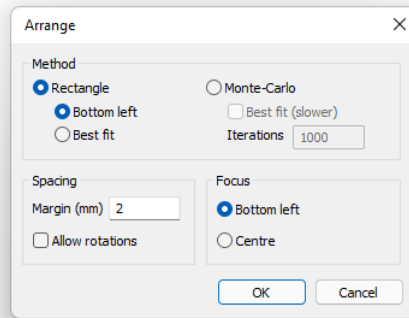 Arrange
Method
Rectangle
Bottom left
Best fit
Monte-Carlo
Best fit (slower)
Iterations 1000
Spacing
Margin (mm) 2
Allow rotations
Focus
Bottom left
Centre
OK
Cancel